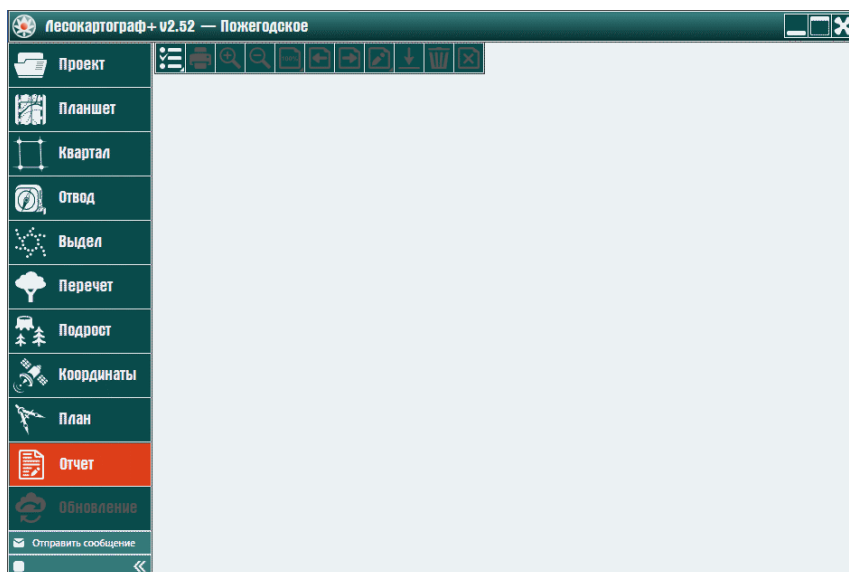 Лесокартограф+ v2.52 — Пожегодское
Проект
Планшет
Квартал
Отвод
Выдел
Перечет
Подрост
Координаты
План
Отчет
Обновление
Отправить сообщение